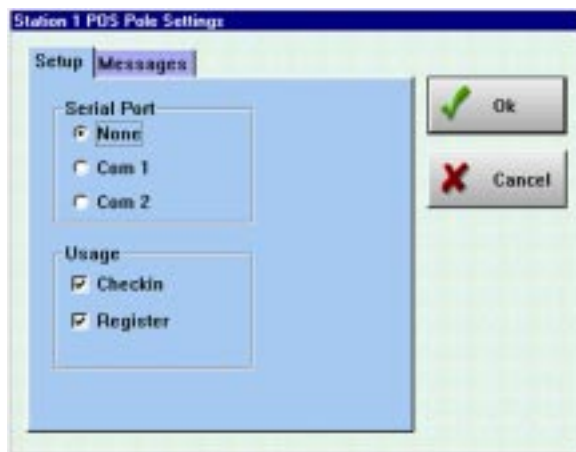 Station 1 POS Pole Settings
Setup
Messages
Serial Port
None
Com 1
Com 2
Usage
Checkin
Register
Ok
Cancel